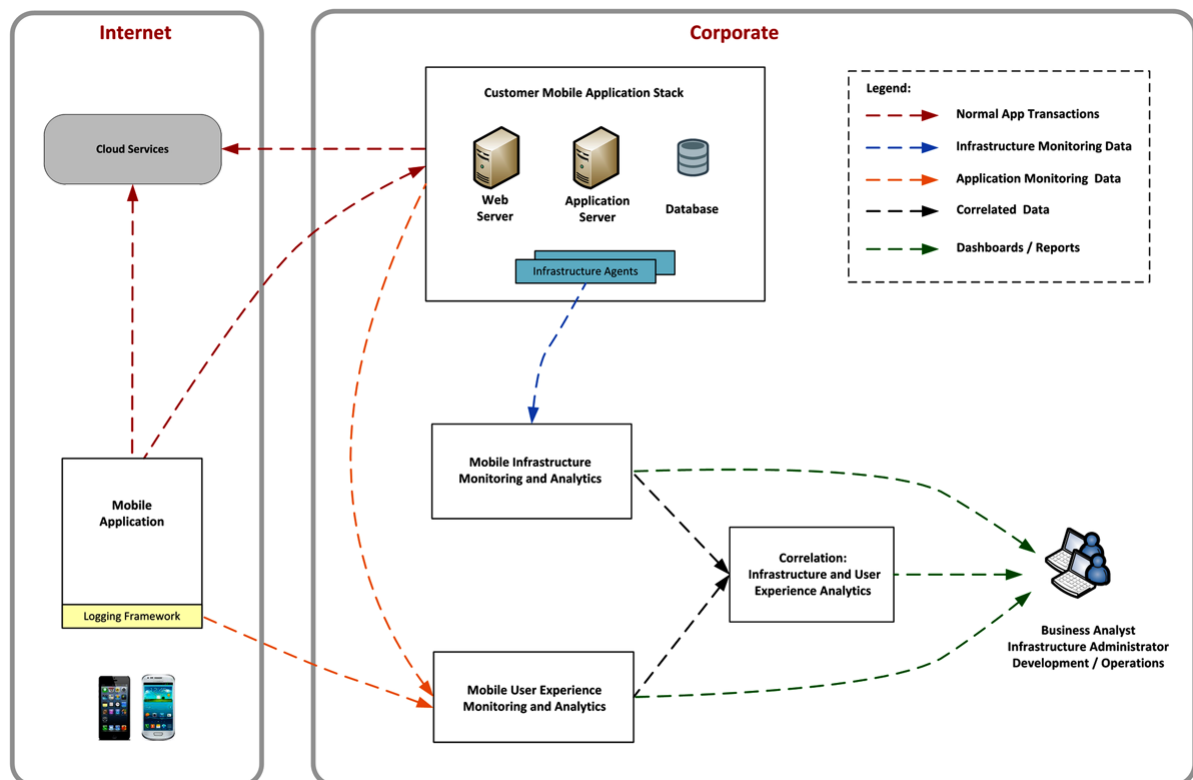 Internet
Cloud Services
Mobile
Application
Logging Framework
Corporate
Customer Mobile Application Stack
Web
Server
Application
Server
Database
Infrastructure Agents
Legend:
Normal App Transactions
Infrastructure Monitoring Data
Application Monitoring Data
Correlated Data
Dashboards / Reports
Mobile Infrastructure
Monitoring and Analytics
Correlation:
Infrastructure and User
Experience Analytics
Mobile User Experience
Monitoring and Analytics
Business Analyst
Infrastructure Administrator
Development / Operations